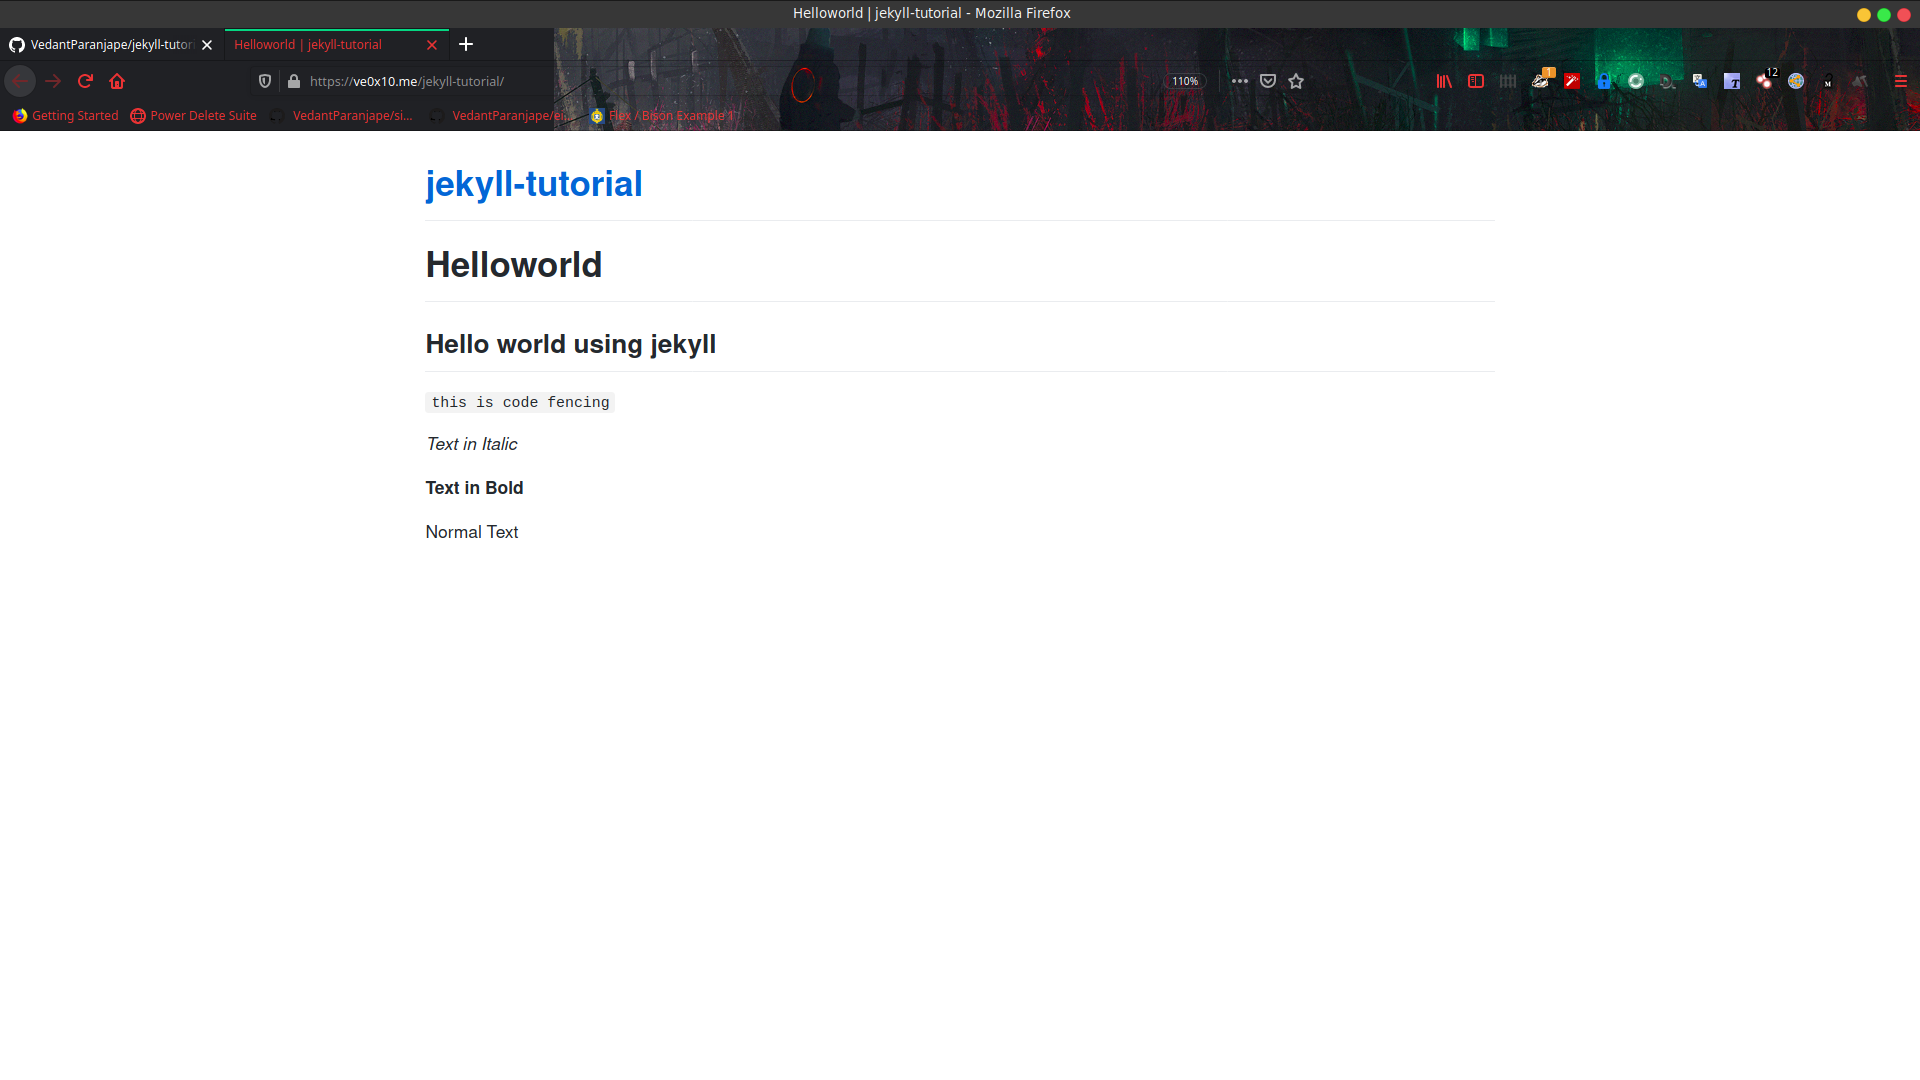 Helloworld | jekyll-tutorial - Mozilla Firefox
VedantParanjape/jekyll-tutori
Helloworld | jekyll-tutorial
https://ve0x10.me/jekyll-tutorial/
110%
1
12
Getting Started
Power Delete Suite
VedantParanjape/si...
VedantParanjape/ei...
Flex / Bison Example 1
jekyll-tutorial
Helloworld
Hello world using jekyll
this is code fencing
Text in Italic
Text in Bold
Normal Text